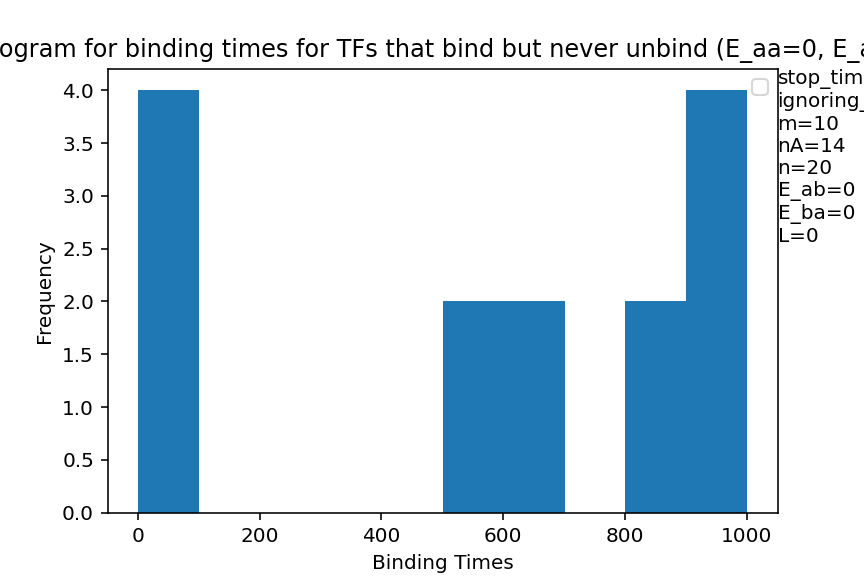 ogram for binding times for TFs that bind but never unbind (E_aa=0, E_a
stop_tim
ignoring_
m=10
nA=14
n=20
E_ab=0
E_ba=0
L=0
4.0
3.5
3.0
2.5
2.0
1.5
1.0
0.5
0.0
Frequency
0 200 400 600 800 1000
Binding Times